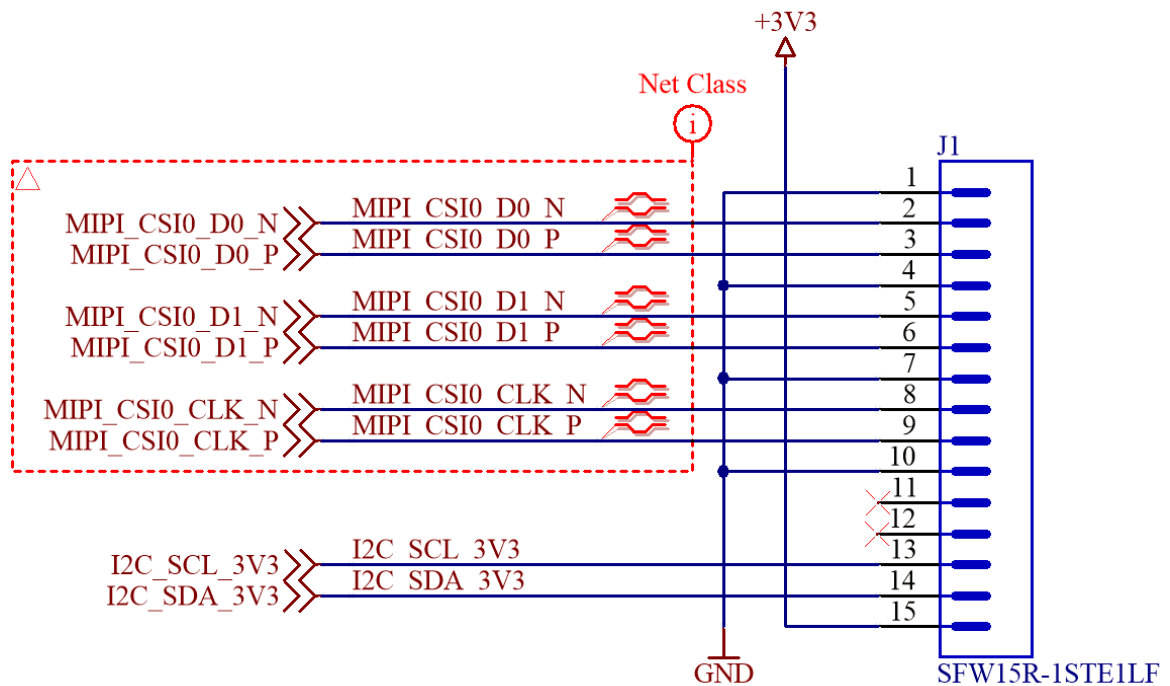 +3V3
Net Class
i
J1
1
MIPI_CSI0_D0_N MIPI_CSI0_D0_N 2
MIPI_CSI0_D0_P MIPI_CSI0_D0_P 3
4
MIPI_CSI0_D1_N MIPI_CSI0_D1_N 5
MIPI_CSI0_D1_P MIPI_CSI0_D1_P 6
7
MIPI_CSI0_CLK_N MIPI_CSI0_CLK_N 8
MIPI_CSI0_CLK_P MIPI_CSI0_CLK_P 9
10
11
12
I2C_SCL_3V3 I2C_SCL_3V3 13
I2C_SDA_3V3 I2C_SDA_3V3 14
15
GND
SFW15R-1STE1LF